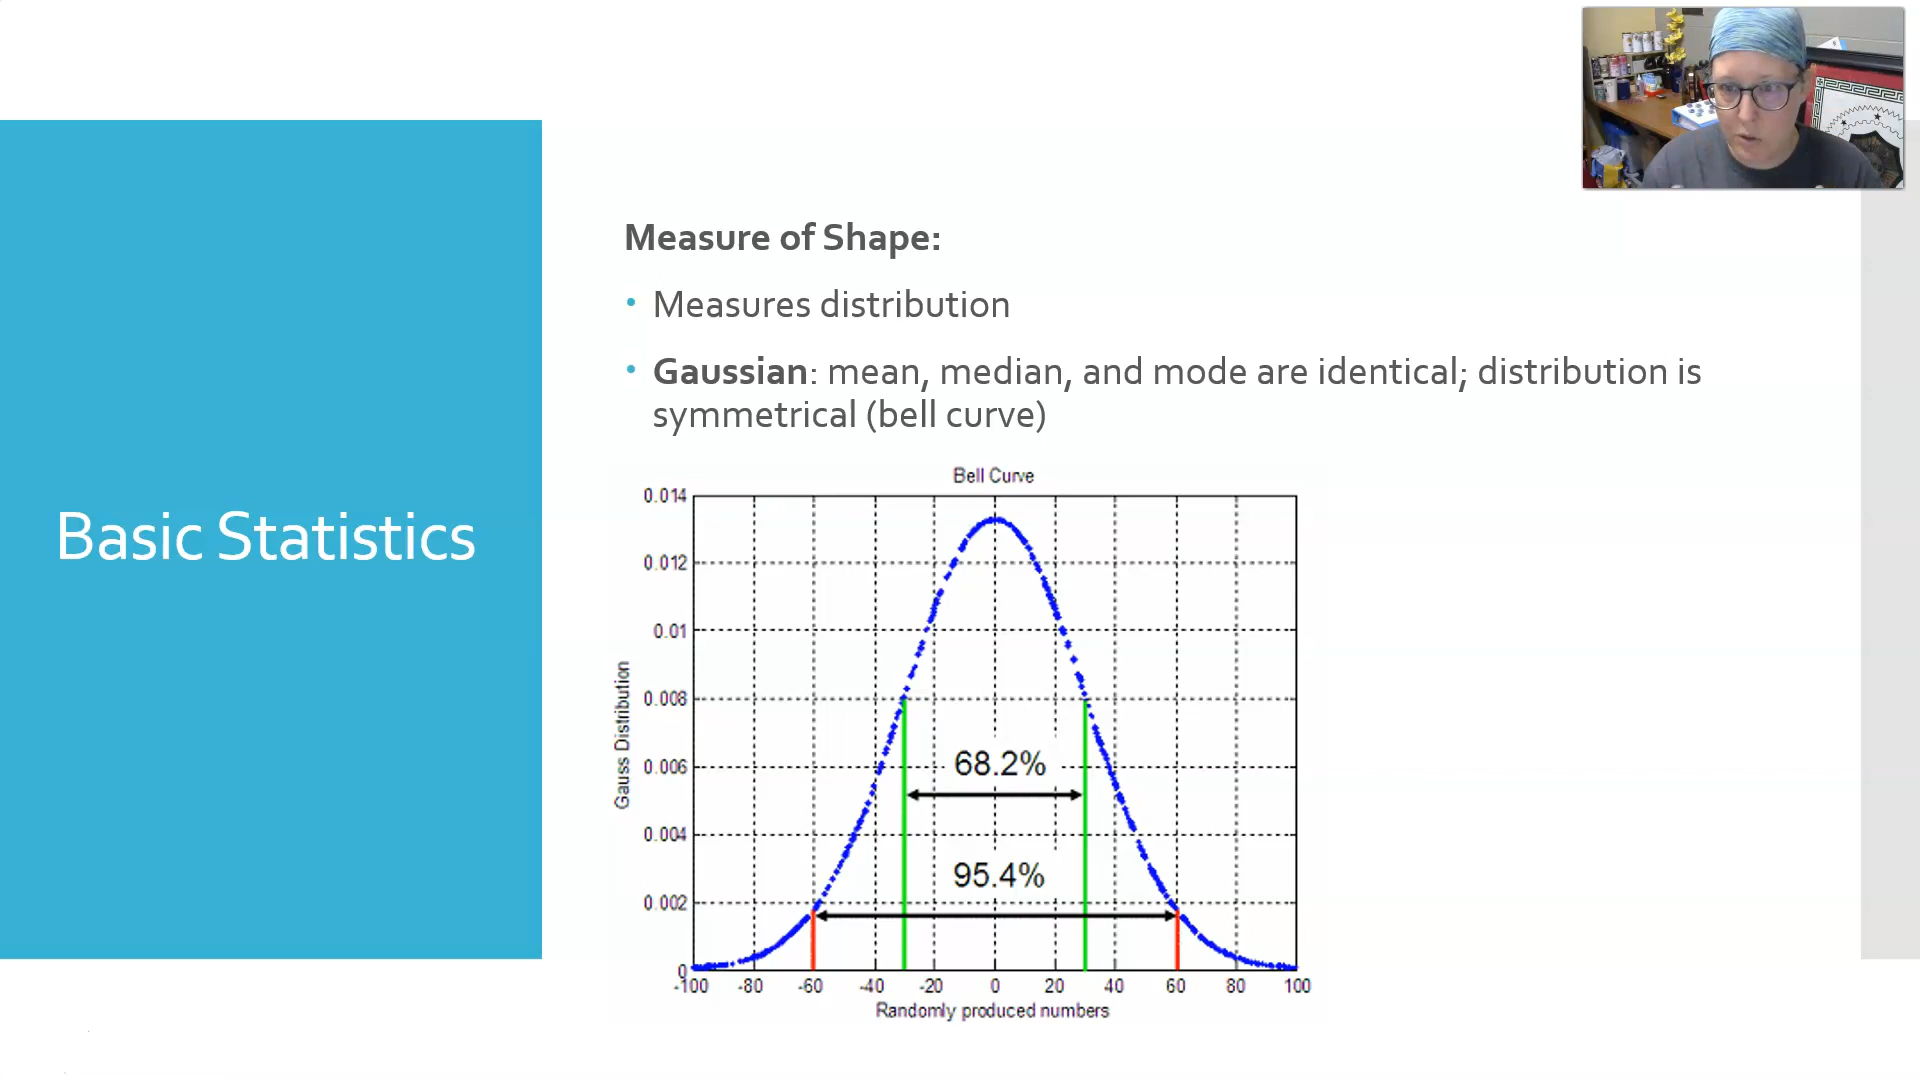 Basic Statistics
Measure of Shape:
• Measures distribution
• Gaussian: mean, median, and mode are identical; distribution is
symmetrical (bell curve)
Bell Curve
Gauss Distribution
0.014
0.012
0.01
0.008
0.006
0.004
0.002
0
68.2%
95.4%
-100 -80 -60 -40 -20 0 20 40 60 80 100
Randomly produced numbers